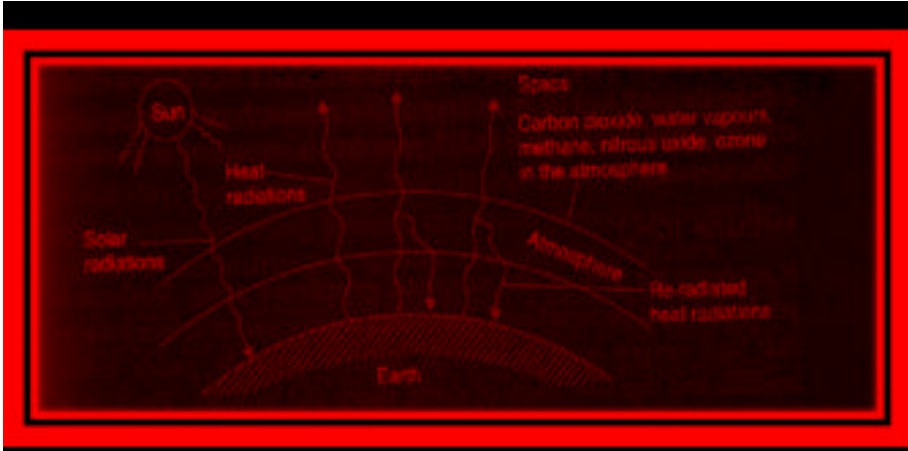 Sun
Space
Carbon dioxide, water vapours,
methane, nitrous oxide, ozone
in the atmosphere
Heat
radiations
Solar
radiations
Atmosphere
Re-radiated
heat radiations
Earth